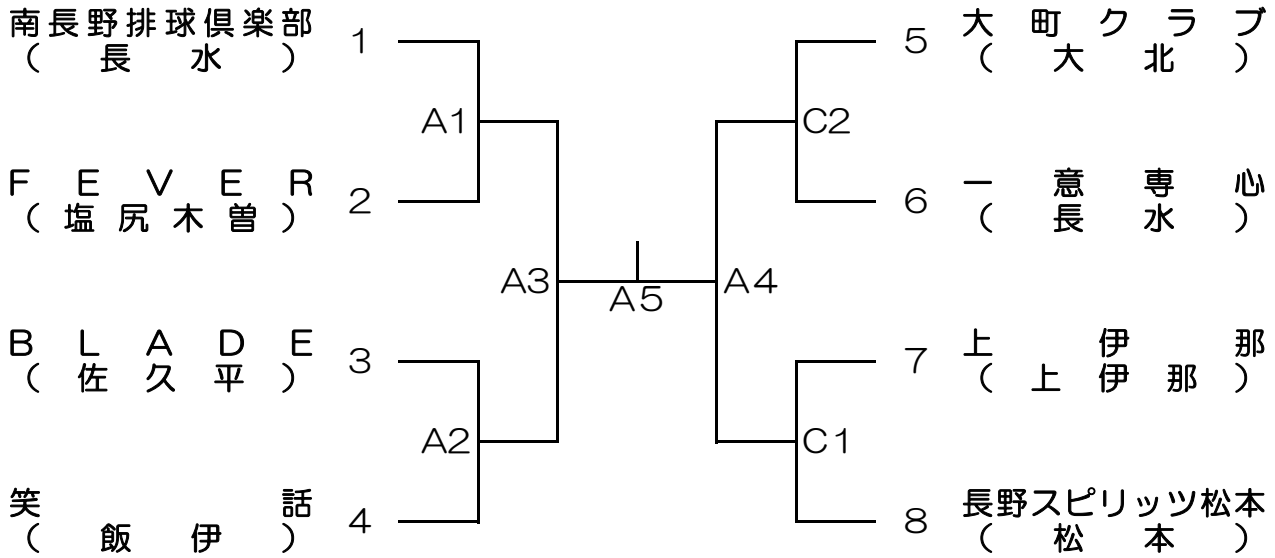 南長野排球倶楽部 1
(長水)
A1
FEVER 2
(塩尻木曽)
A3
BLADE 3
(佐久平)
A2
笑話 4
(飯伊)
A5
5 大町クラブ
(大北)
C2
6 一意専心
(長水)
A4
7 上伊那
(上伊那)
C1
8 長野スピリッツ松本
(松本)